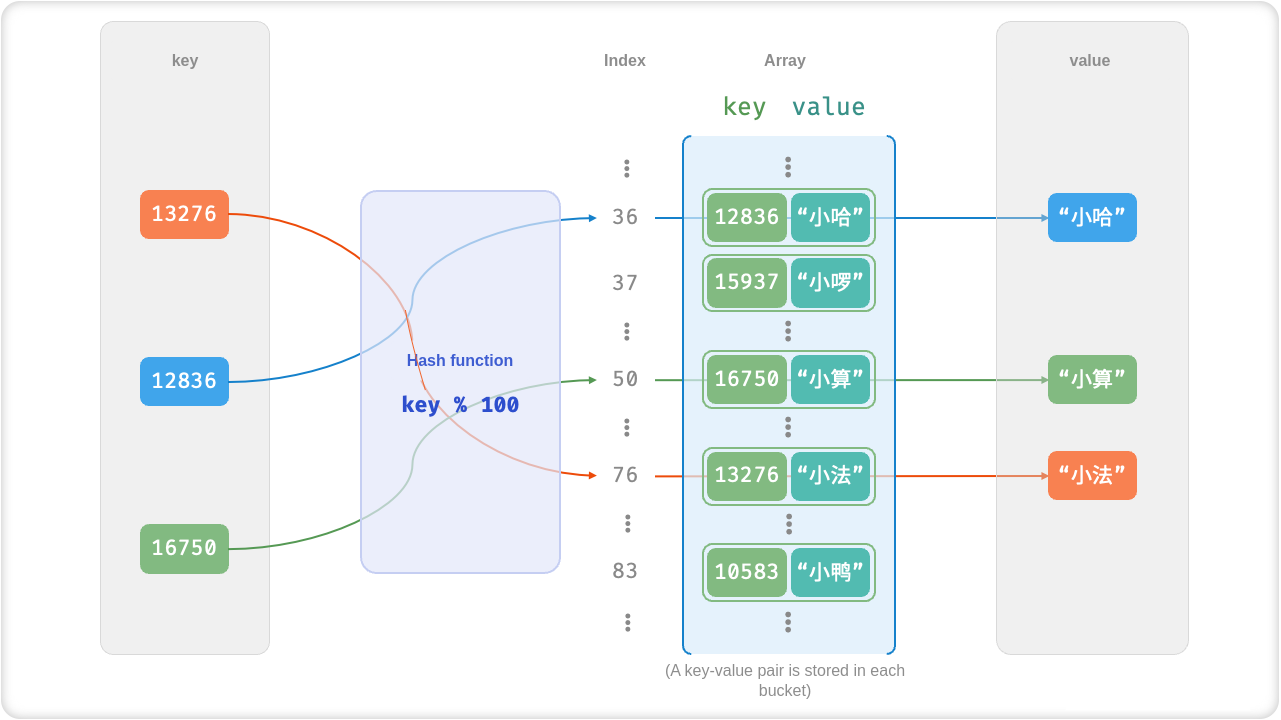 key
Index
Array
value
key value
13276
12836
16750
Hash function
key % 100
36
12836 “小哈”
“小哈”
37
15937 “小啰”
50
16750 “小算”
“小算”
76
13276 “小法”
“小法”
83
10583 “小鸭”
(A key-value pair is stored in each
bucket)